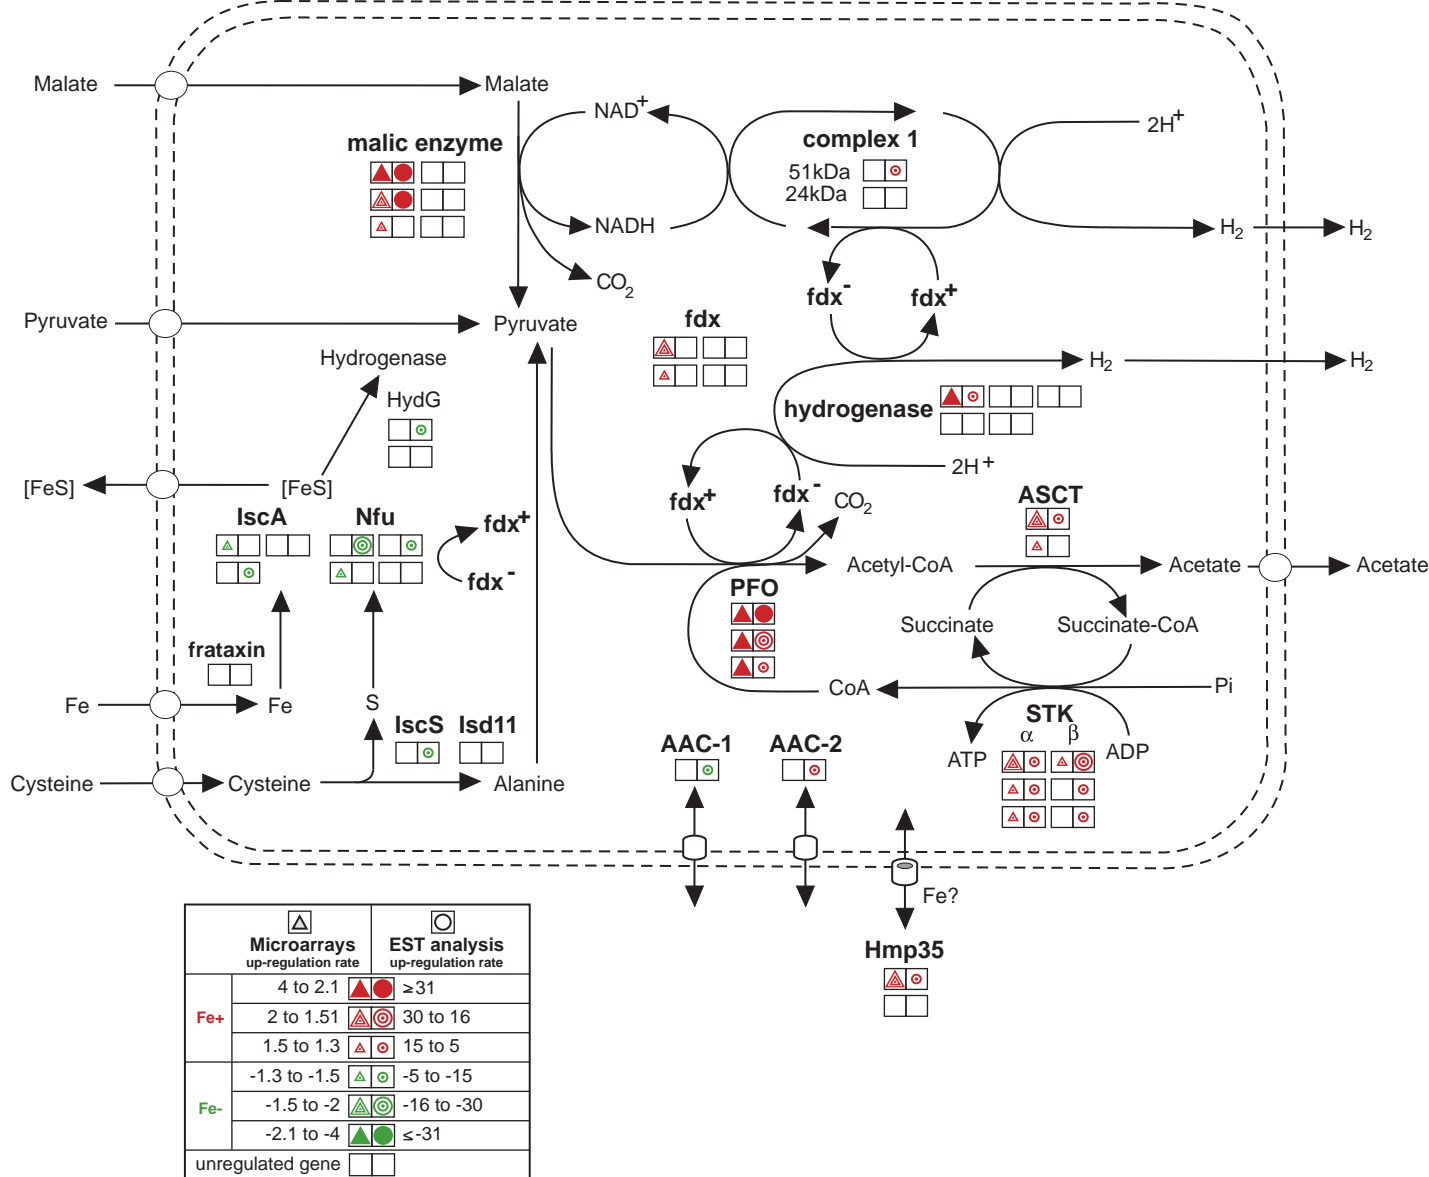 Malate
Malate
NAD+
2H+
malic enzyme
complex 1
51kDa
24kDa
NADH
H2
H2
CO2
fdx-
fdx+
Pyruvate
Pyruvate
fdx
Hydrogenase
H2
H2
HydG
hydrogenase
2H+
[FeS]
[FeS]
fdx+
fdx-
CO2
ASCT
IscA
Nfu
fdx+
Acetyl-CoA
Acetate
Acetate
fdx-
PFO
Succinate
Succinate-CoA
frataxin
CoA
Pi
Fe
Fe
S
IscS
Isd11
STK
α
β
AAC-1
AAC-2
ATP
ADP
Cysteine
Cysteine
Alanine
Fe?
Hmp35
Microarrays
up-regulation rate
EST analysis
up-regulation rate
Fe+
4 to 2.1
≥31
2 to 1.51
30 to 16
1.5 to 1.3
15 to 5
Fe-
-1.3 to -1.5
-5 to -15
-1.5 to -2
-16 to -30
-2.1 to -4
≤-31
unregulated gene